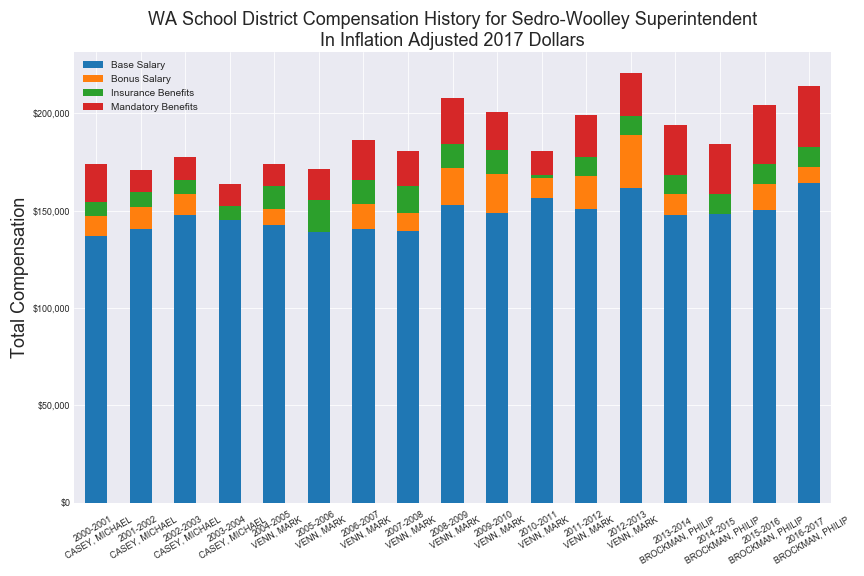 WA School District Compensation History for Sedro-Woolley Superintendent
In Inflation Adjusted 2017 Dollars
Base Salary
Bonus Salary
Insurance Benefits
Mandatory Benefits
Total Compensation
$200,000
$150,000
$100,000
$50,000
$0
2000-2001
CASEY, MICHAEL
2001-2002
CASEY, MICHAEL
2002-2003
CASEY, MICHAEL
2003-2004
CASEY, MICHAEL
2004-2005
VENN, MARK
2005-2006
VENN, MARK
2006-2007
VENN, MARK
2007-2008
VENN, MARK
2008-2009
VENN, MARK
2009-2010
VENN, MARK
2010-2011
VENN, MARK
2011-2012
VENN, MARK
2012-2013
VENN, MARK
2013-2014
BROCKMAN, PHILIP
2014-2015
BROCKMAN, PHILIP
2015-2016
BROCKMAN, PHILIP
2016-2017
BROCKMAN, PHILIP